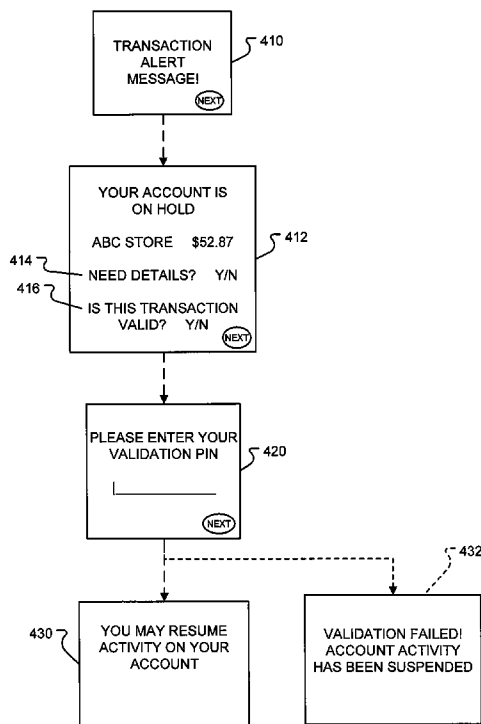 TRANSACTION
ALERT
MESSAGE!
NEXT
410
YOUR ACCOUNT IS
ON HOLD
ABC STORE $52.87
412
414
NEED DETAILS? Y/N
416
IS THIS TRANSACTION
VALID? Y/N
NEXT
PLEASE ENTER YOUR
VALIDATION PIN
420
NEXT
432
430
YOU MAY RESUME
ACTIVITY ON YOUR
ACCOUNT
VALIDATION FAILED!
ACCOUNT ACTIVITY
HAS BEEN SUSPENDED